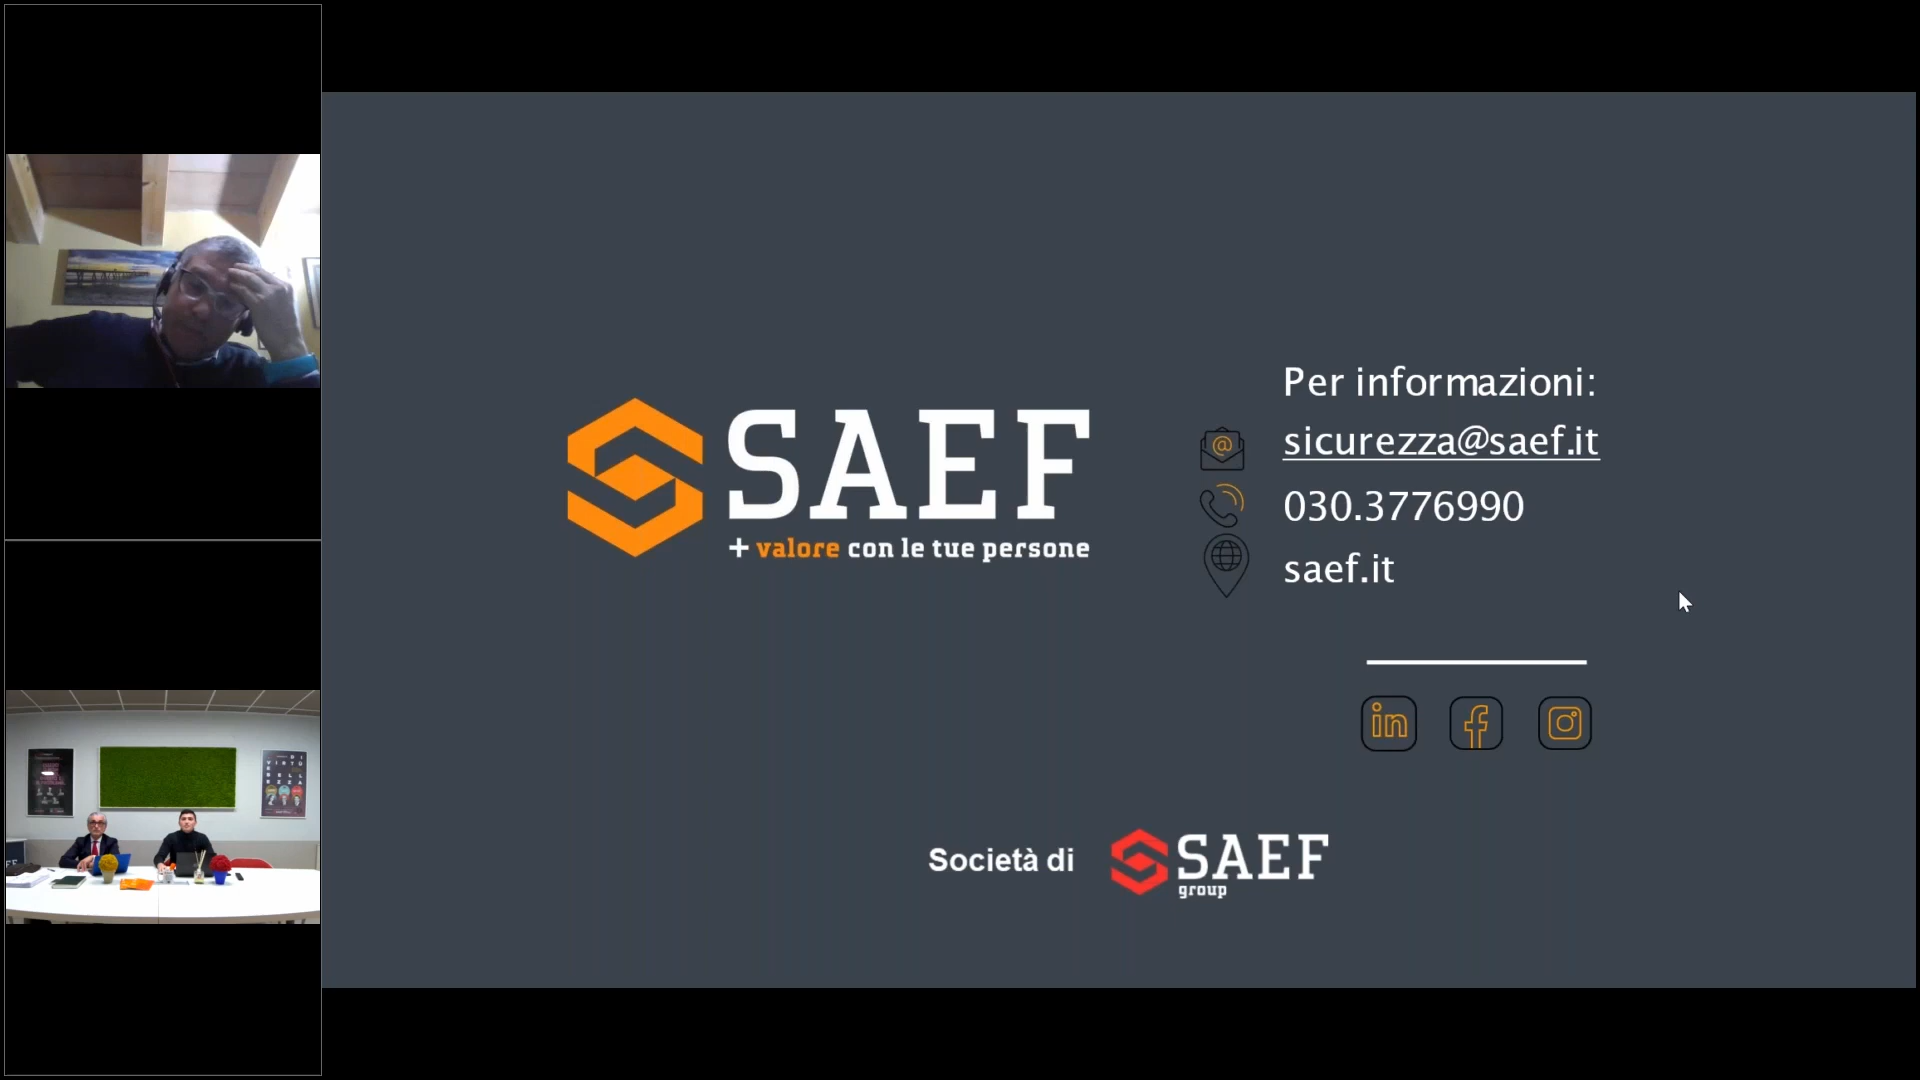 SAEF
+ valore con le tue persone
Per informazioni:
sicurezza@saef.it
030.3776990
saef.it
in
f
Società di
SAEF
group